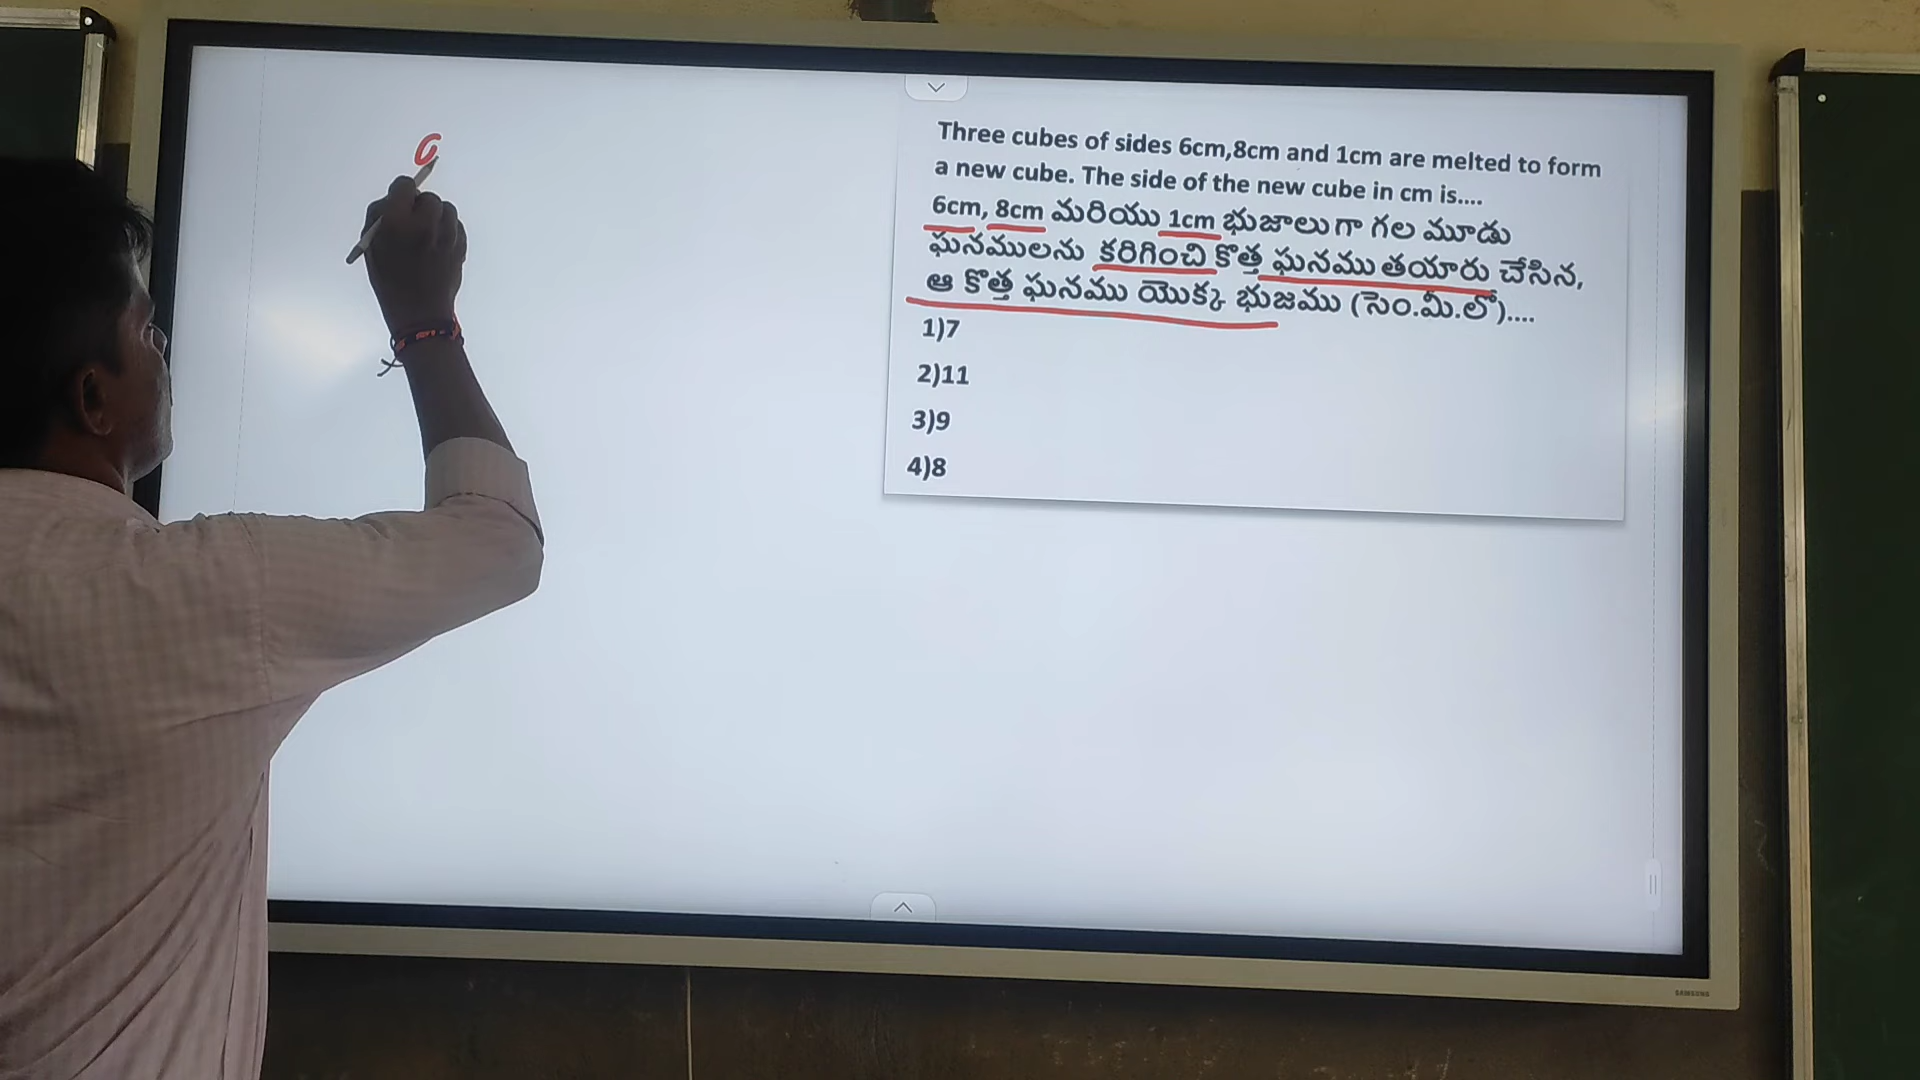 Three cubes of sides 6cm,8cm and 1cm are melted to form
a new cube. The side of the new cube in cm is....
6cm, 8cm మరియు 1cm భుజాలు గా గల మూడు
ఘనములను కరిగించి కొత్త ఘనము తయారు చేసిన,
ఆ కొత్త ఘనము యొక్క భుజము (సెం.మీ.లో)....
1)7
2)11
3)9
4)8
SAMSUNG